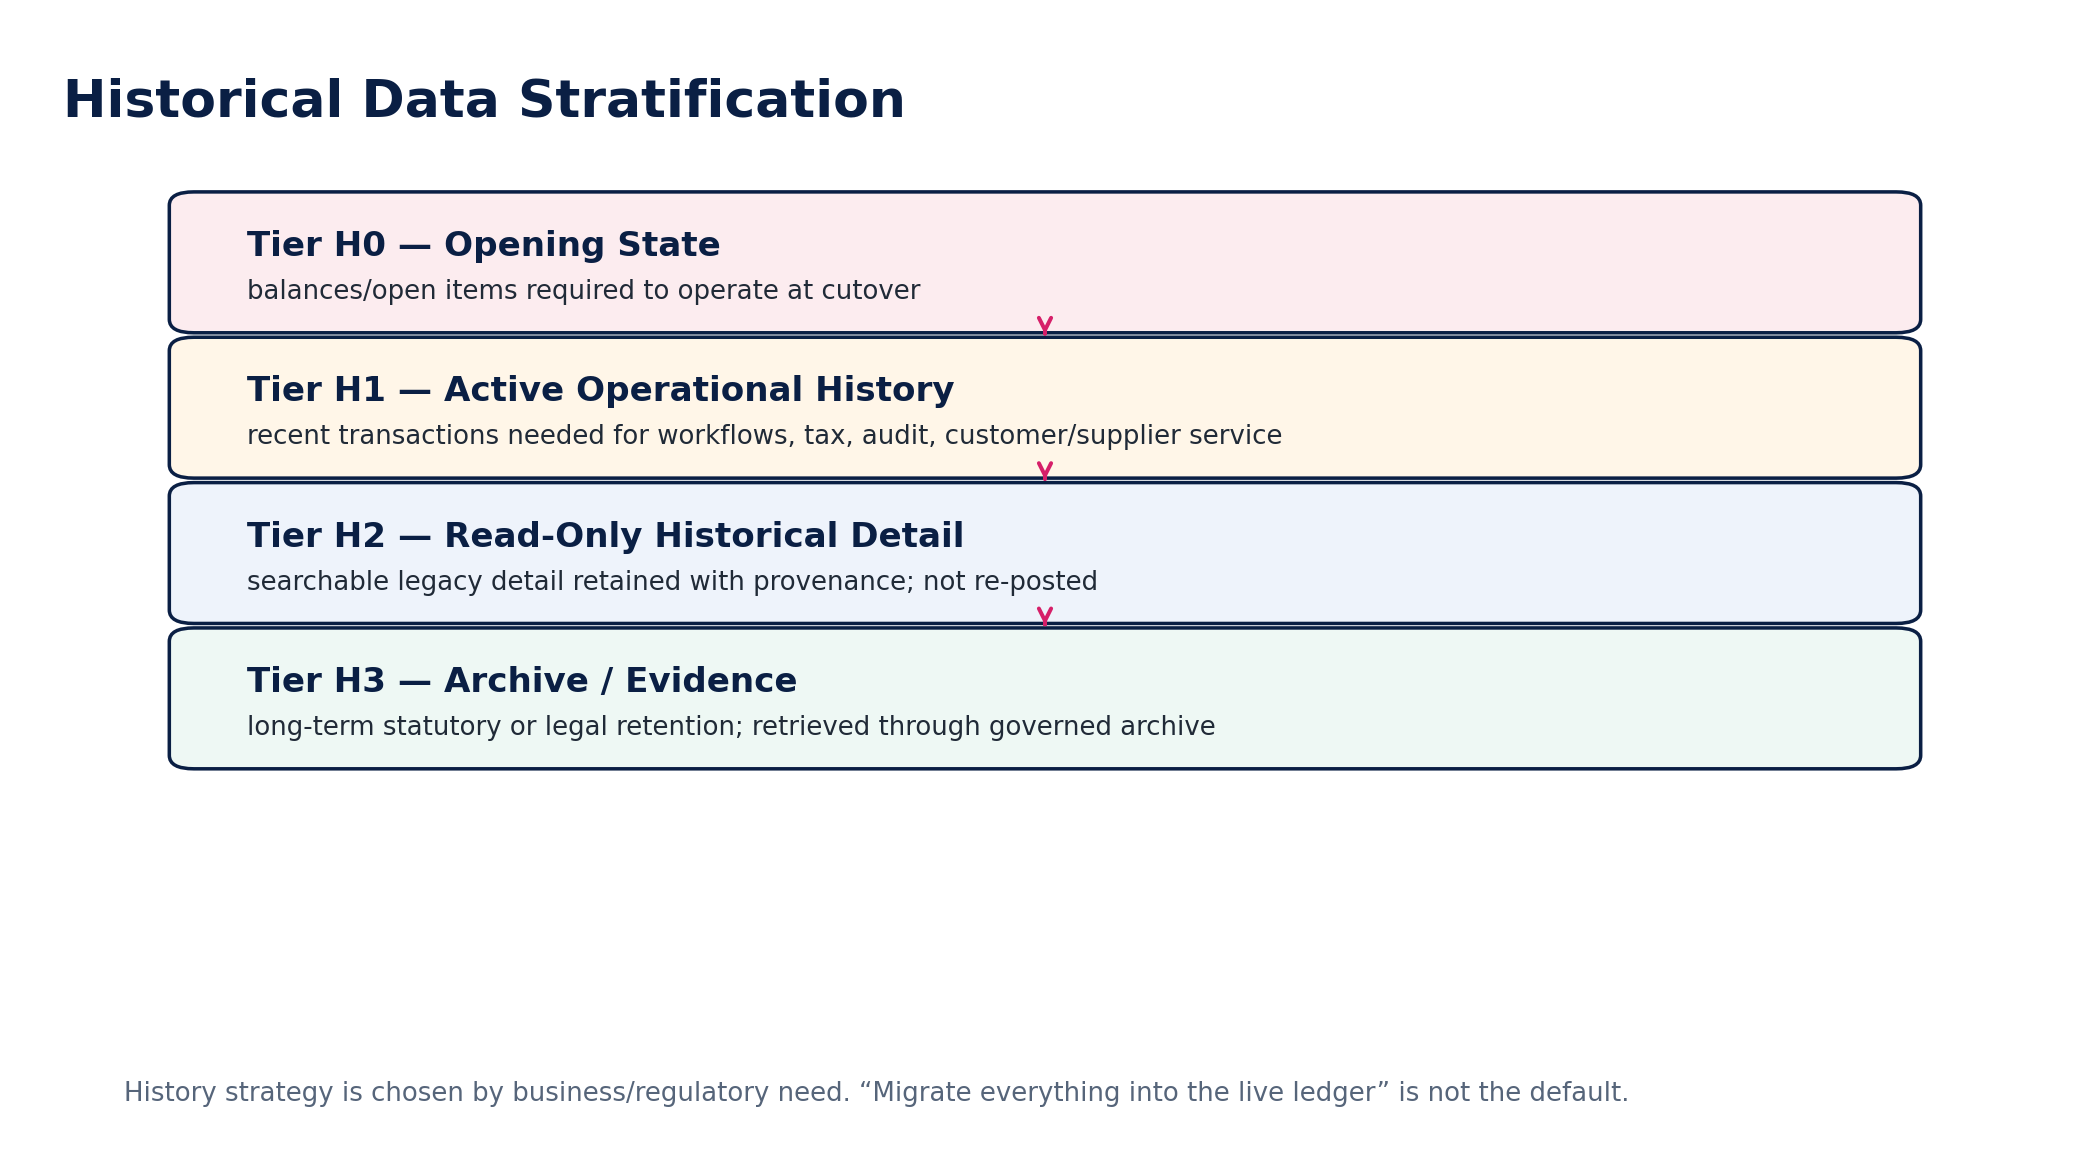 Historical Data Stratification
Tier H0 — Opening State
balances/open items required to operate at cutover
Tier H1 — Active Operational History
recent transactions needed for workflows, tax, audit, customer/supplier service
Tier H2 — Read-Only Historical Detail
searchable legacy detail retained with provenance; not re-posted
Tier H3 — Archive / Evidence
long-term statutory or legal retention; retrieved through governed archive
History strategy is chosen by business/regulatory need. “Migrate everything into the live ledger” is not the default.